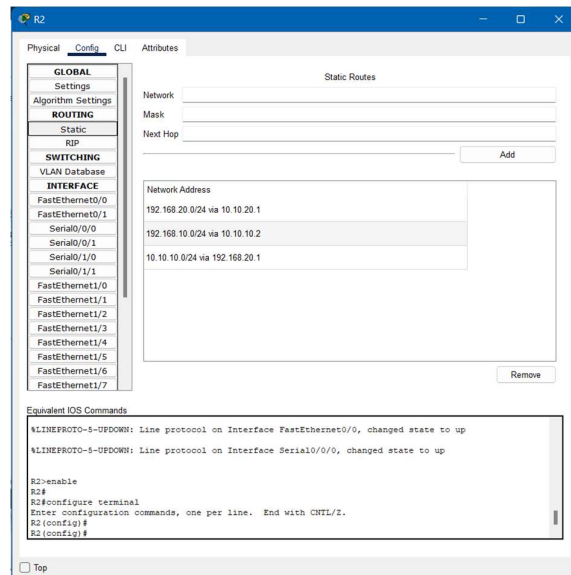 R2
Physical Config CLI Attributes
GLOBAL
Settings
Algorithm Settings
ROUTING
Static
RIP
SWITCHING
VLAN Database
INTERFACE
FastEthernet0/0
FastEthernet0/1
Serial0/0/0
Serial0/0/1
Serial0/1/0
Serial0/1/1
FastEthernet1/0
FastEthernet1/1
FastEthernet1/2
FastEthernet1/3
FastEthernet1/4
FastEthernet1/5
FastEthernet1/6
FastEthernet1/7
Static Routes
Network
Mask
Next Hop
Add
Network Address
192.168.20.0/24 via 10.10.20.1
192.168.10.0/24 via 10.10.10.2
10.10.10.0/24 via 192.168.20.1
Remove
Equivalent IOS Commands
%LINEPROTO-5-UPDOWN: Line protocol on Interface FastEthernet0/0, changed state to up
%LINEPROTO-5-UPDOWN: Line protocol on Interface Serial0/0/0, changed state to up
R2>enable
R2#
R2#configure terminal
Enter configuration commands, one per line. End with CNTL/Z.
R2(config)#
R2(config)#
Top